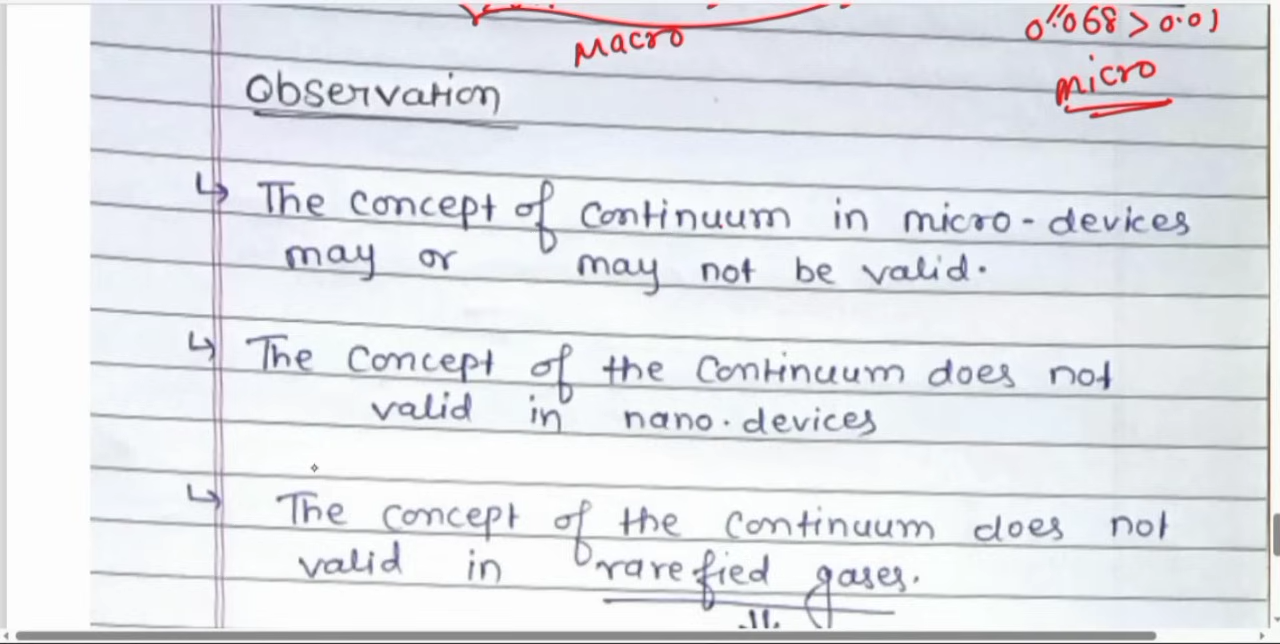 Macro
0.068 > 0.01
micro
Observation
↳ The concept of continuum in micro-devices
may or may not be valid.
↳ The concept of the continuum does not
valid in nano-devices
↳ The concept of the continuum does not
valid in rarefied gases.